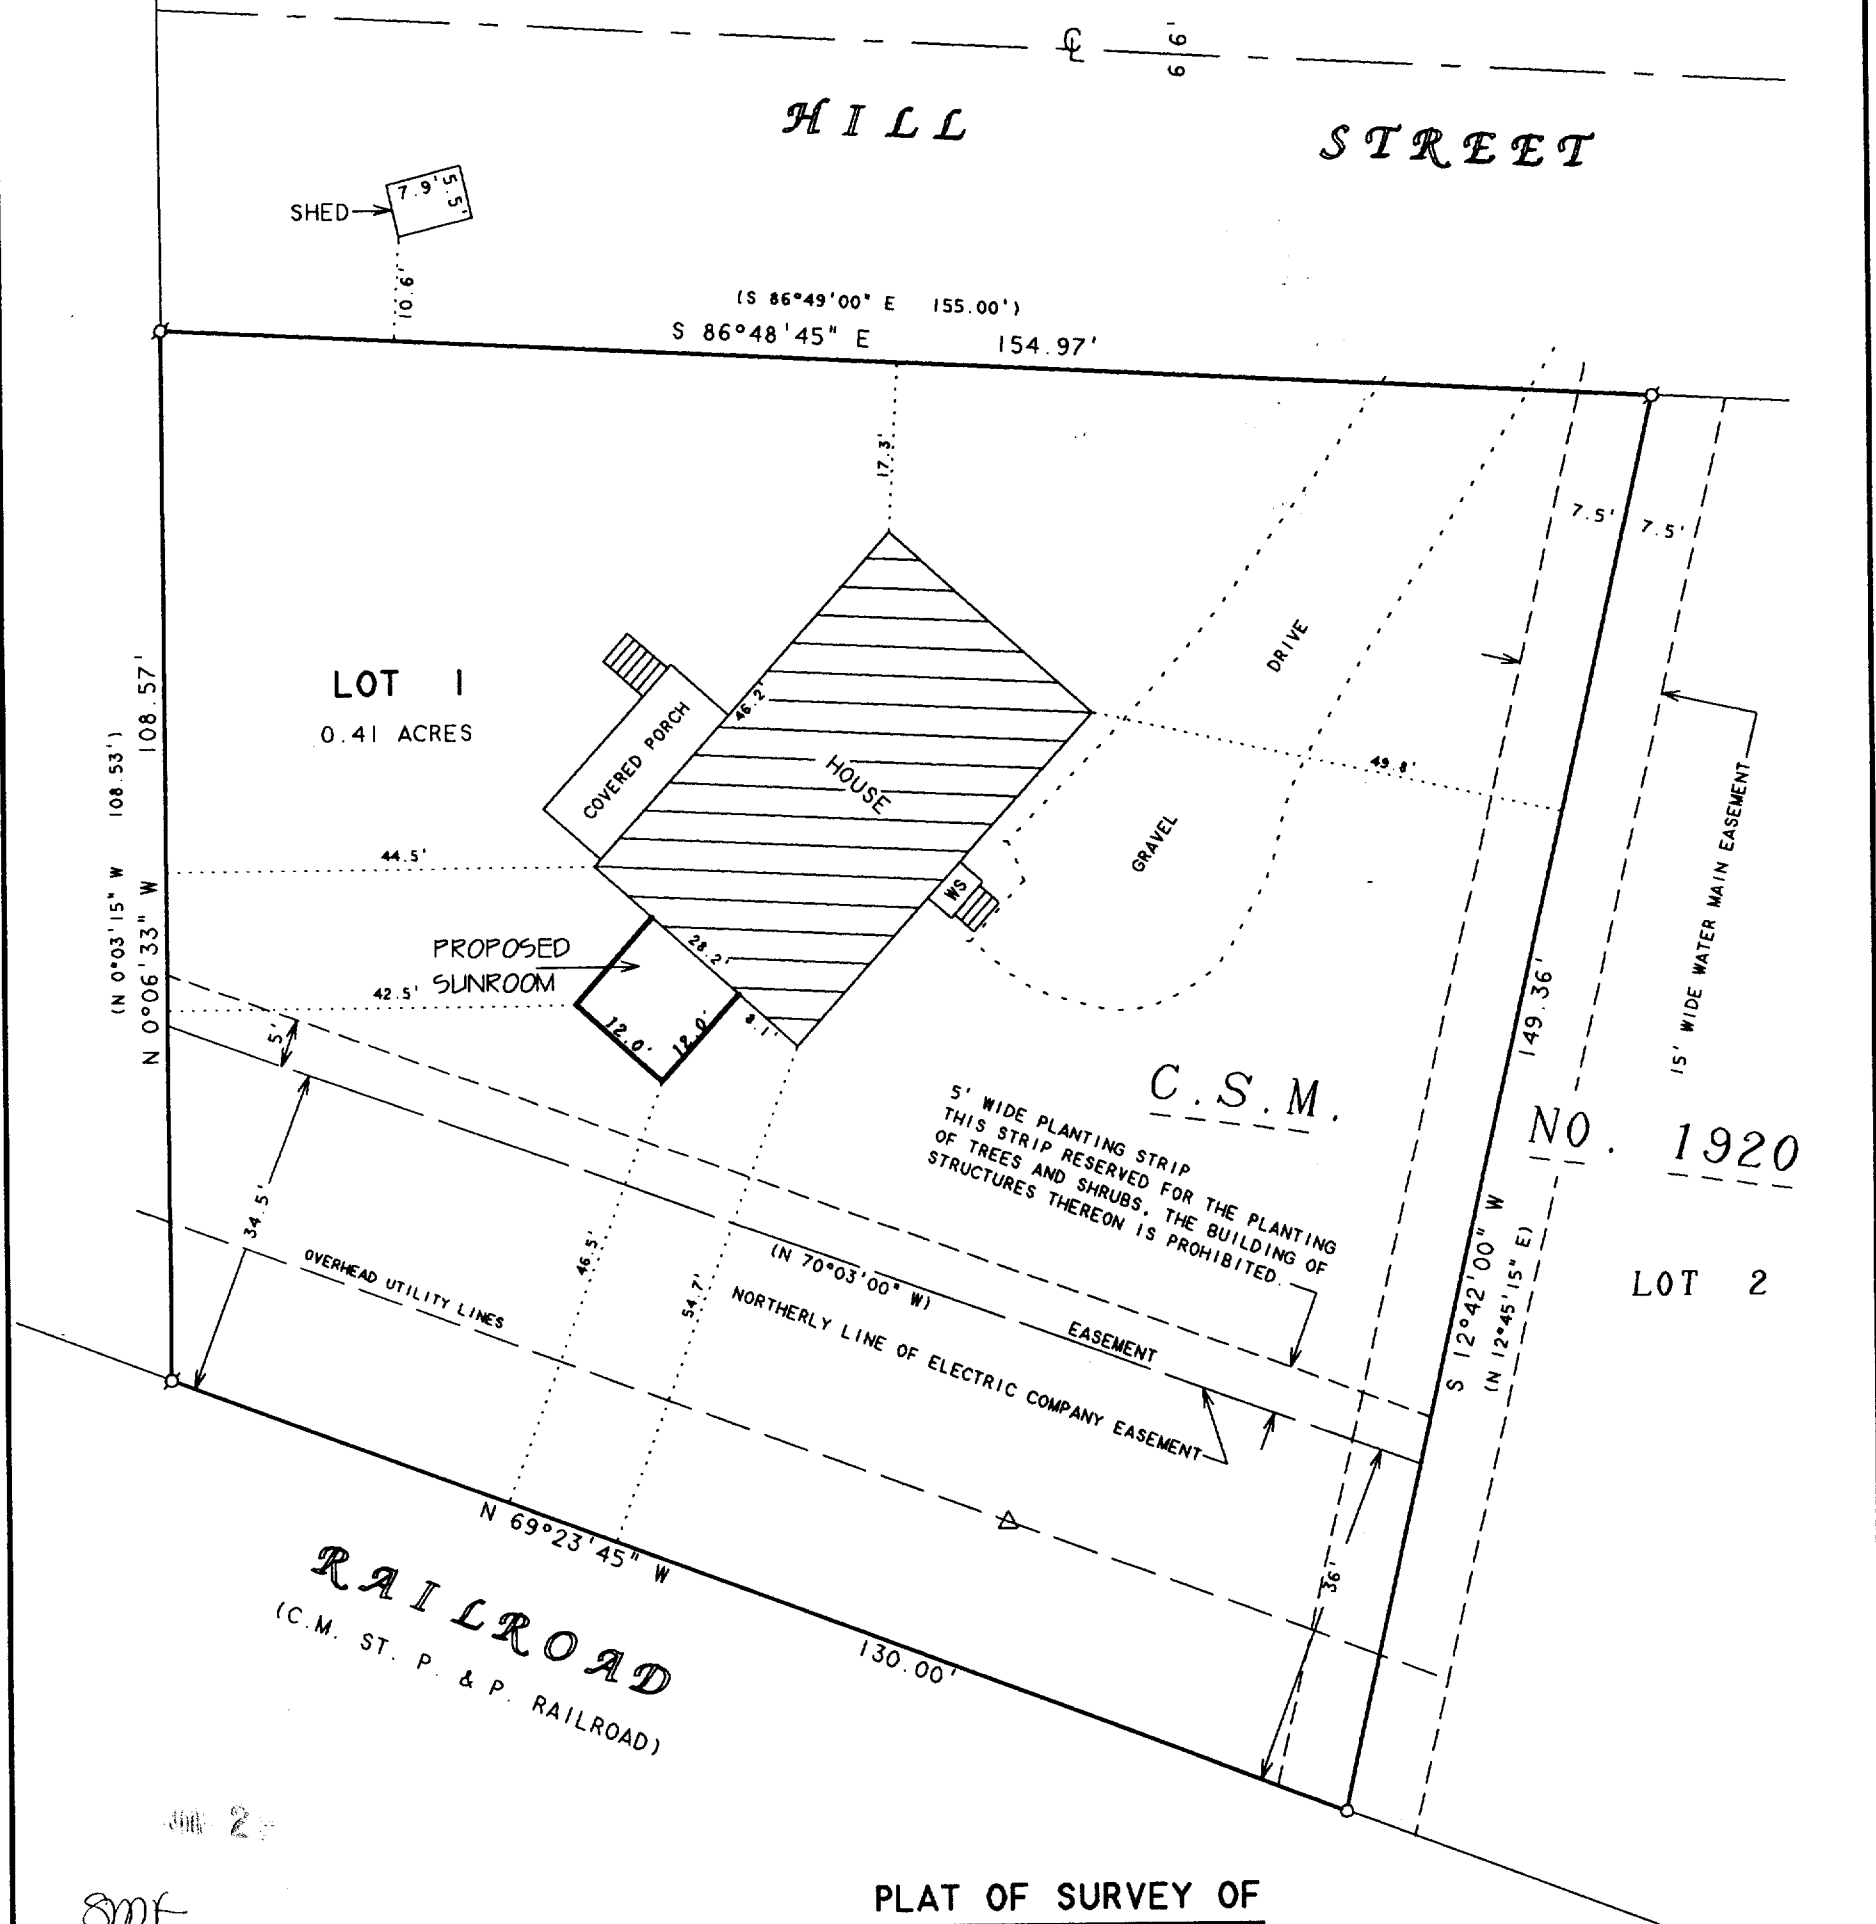 ℄
66'
HILL STREET
7.9'
5.5'
SHED
10.6'
(S 86°49'00" E 155.00')
S 86°48'45" E 154.97'
17.3'
7.5'
7.5'
DRIVE
LOT 1
0.41 ACRES
46.2'
COVERED PORCH
HOUSE
49.8'
GRAVEL
WS
15' WIDE WATER MAIN EASEMENT
(N 0°03'15" W 108.53')
N 0°06'33" W 108.57'
44.5'
PROPOSED
SUNROOM
28.2'
42.5'
12.0'
12.0'
8.1'
5'
149.36'
C.S.M. NO. 1920
5' WIDE PLANTING STRIP
THIS STRIP RESERVED FOR THE PLANTING
OF TREES AND SHRUBS, THE BUILDING OF
STRUCTURES THEREON IS PROHIBITED.
34.5'
46.5'
54.7'
(N 70°03'00" W)
S 12°42'00" W
(N 12°45'15" E)
LOT 2
OVERHEAD UTILITY LINES
NORTHERLY LINE OF ELECTRIC COMPANY EASEMENT
EASEMENT
36'
N 69°23'45" W
130.00'
RAILROAD
(C.M. ST. P. & P. RAILROAD)
2
PLAT OF SURVEY OF